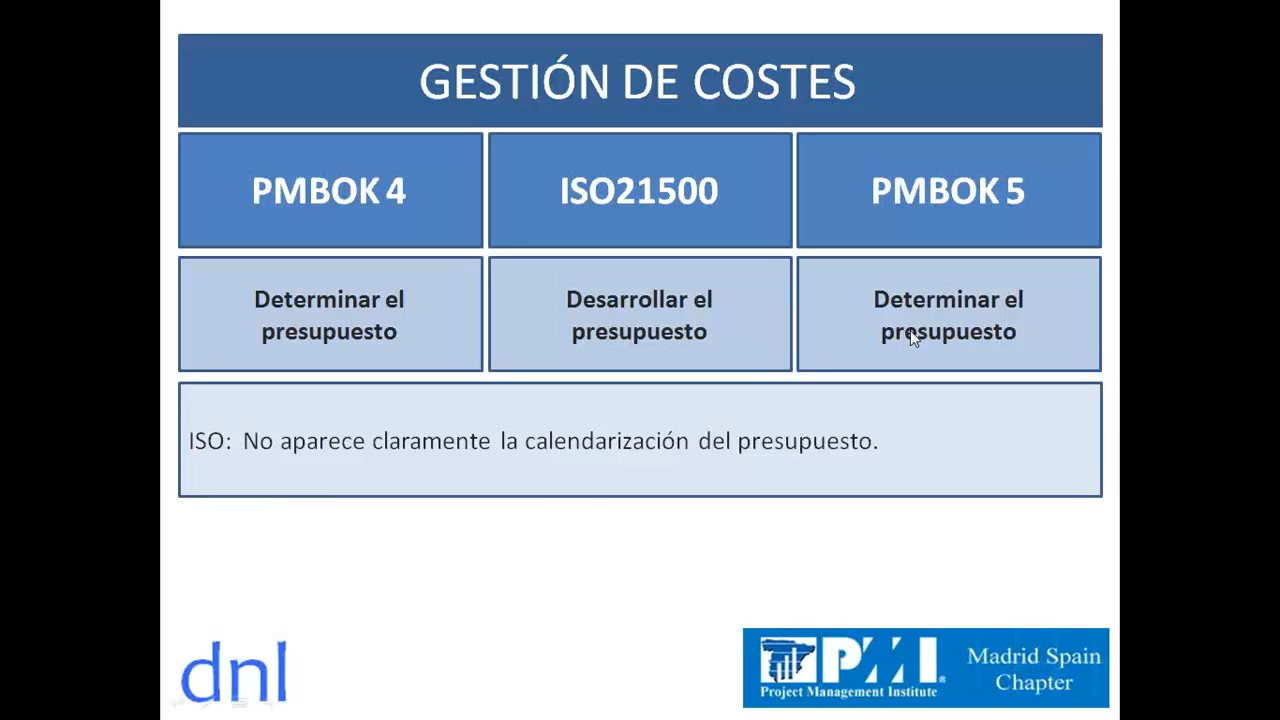 GESTIÓN DE COSTES
PMBOK 4
ISO21500
PMBOK 5
Determinar el
presupuesto
Desarrollar el
presupuesto
Determinar el
presupuesto
ISO: No aparece claramente la calendarización del presupuesto.
dnl
PMI
®
Project Management Institute
Madrid Spain
Chapter